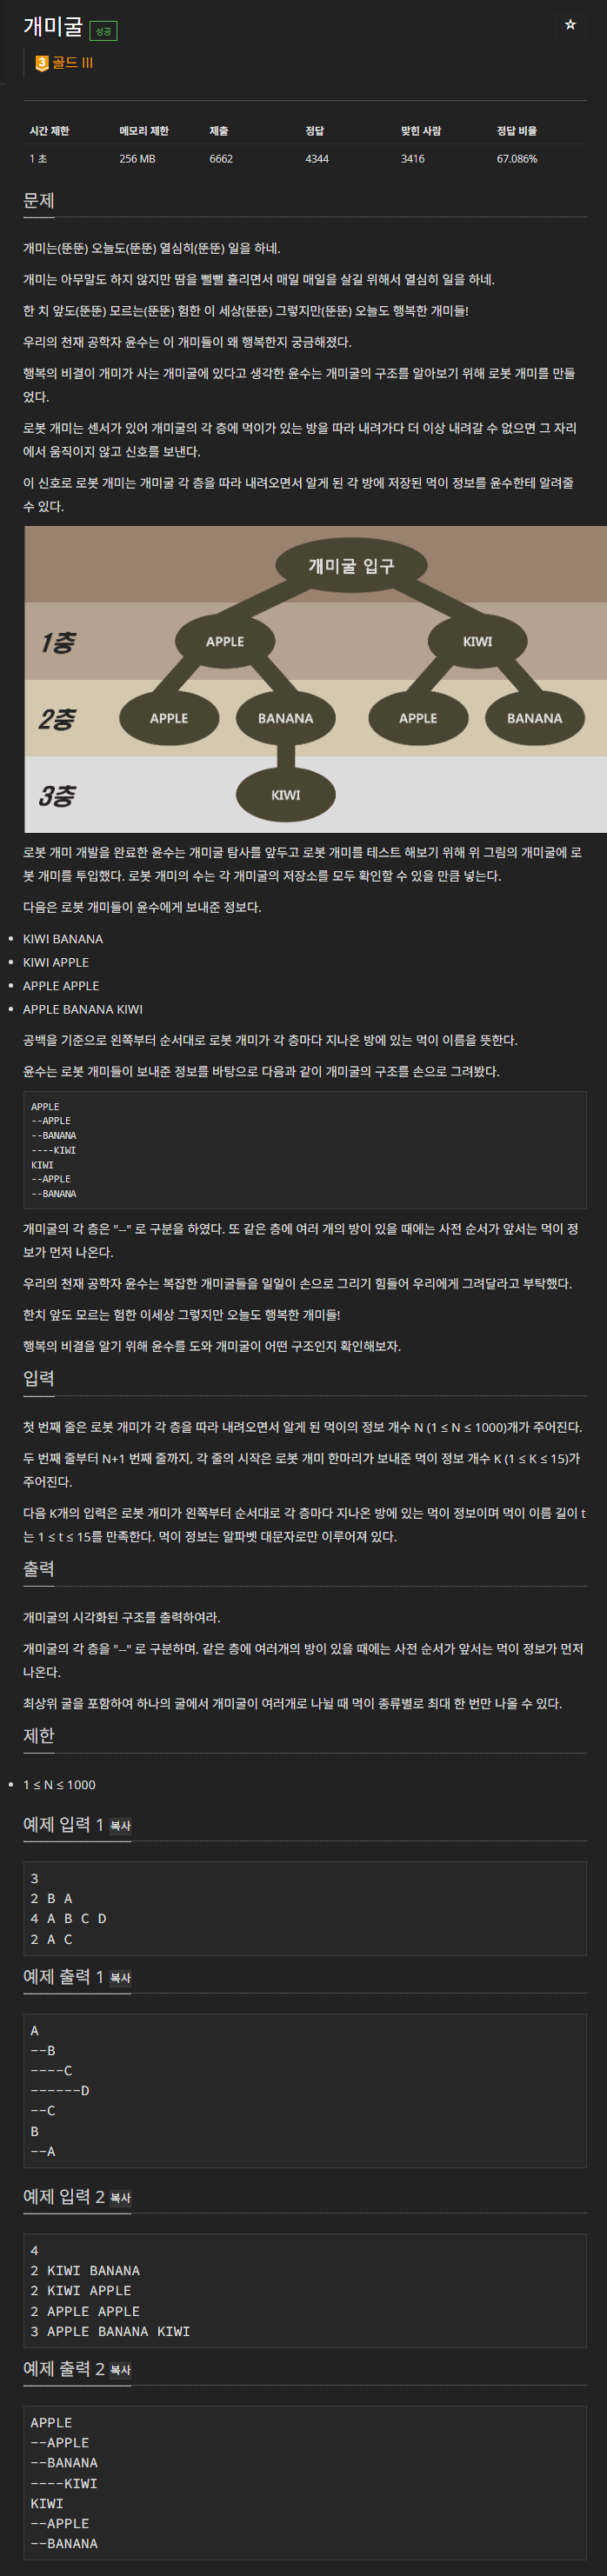 개미굴 성공 ☆
3 골드 III
시간 제한 메모리 제한 제출 정답 맞힌 사람 정답 비율
1 초 256 MB 6662 4344 3416 67.086%
문제
개미는(뚠뚠) 오늘도(뚠뚠) 열심히(뚠뚠) 일을 하네.
개미는 아무말도 하지 않지만 땀을 뻘뻘 흘리면서 매일 매일을 살길 위해서 열심히 일을 하네.
한 치 앞도(뚠뚠) 모르는(뚠뚠) 험한 이 세상(뚠뚠) 그렇지만(뚠뚠) 오늘도 행복한 개미들!
우리의 천재 공학자 윤수는 이 개미들이 왜 행복한지 궁금해졌다.
행복의 비결이 개미가 사는 개미굴에 있다고 생각한 윤수는 개미굴의 구조를 알아보기 위해 로봇 개미를 만들
었다.
로봇 개미는 센서가 있어 개미굴의 각 층에 먹이가 있는 방을 따라 내려가다 더 이상 내려갈 수 없으면 그 자리
에서 움직이지 않고 신호를 보낸다.
이 신호로 로봇 개미는 개미굴 각 층을 따라 내려오면서 알게 된 각 방에 저장된 먹이 정보를 윤수한테 알려줄
수 있다.
개미굴 입구
1층 APPLE KIWI
2층 APPLE BANANA APPLE BANANA
3층 KIWI
로봇 개미 개발을 완료한 윤수는 개미굴 탐사를 앞두고 로봇 개미를 테스트 해보기 위해 위 그림의 개미굴에 로
봇 개미를 투입했다. 로봇 개미의 수는 각 개미굴의 저장소를 모두 확인할 수 있을 만큼 넣는다.
다음은 로봇 개미들이 윤수에게 보내준 정보다.
• KIWI BANANA
• KIWI APPLE
• APPLE APPLE
• APPLE BANANA KIWI
공백을 기준으로 왼쪽부터 순서대로 로봇 개미가 각 층마다 지나온 방에 있는 먹이 이름을 뜻한다.
윤수는 로봇 개미들이 보내준 정보를 바탕으로 다음과 같이 개미굴의 구조를 손으로 그려봤다.
APPLE
--APPLE
--BANANA
----KIWI
KIWI
--APPLE
--BANANA
개미굴의 각 층은 "--" 로 구분을 하였다. 또 같은 층에 여러 개의 방이 있을 때에는 사전 순서가 앞서는 먹이 정
보가 먼저 나온다.
우리의 천재 공학자 윤수는 복잡한 개미굴들을 일일이 손으로 그리기 힘들어 우리에게 그려달라고 부탁했다.
한치 앞도 모르는 험한 이세상 그렇지만 오늘도 행복한 개미들!
행복의 비결을 알기 위해 윤수를 도와 개미굴이 어떤 구조인지 확인해보자.
입력
첫 번째 줄은 로봇 개미가 각 층을 따라 내려오면서 알게 된 먹이의 정보 개수 N (1 ≤ N ≤ 1000)개가 주어진다.
두 번째 줄부터 N+1 번째 줄까지, 각 줄의 시작은 로봇 개미 한마리가 보내준 먹이 정보 개수 K (1 ≤ K ≤ 15)가
주어진다.
다음 K개의 입력은 로봇 개미가 왼쪽부터 순서대로 각 층마다 지나온 방에 있는 먹이 정보이며 먹이 이름 길이 t
는 1 ≤ t ≤ 15를 만족한다. 먹이 정보는 알파벳 대문자로만 이루어져 있다.
출력
개미굴의 시각화된 구조를 출력하여라.
개미굴의 각 층을 "--" 로 구분하며, 같은 층에 여러개의 방이 있을 때에는 사전 순서가 앞서는 먹이 정보가 먼저
나온다.
최상위 굴을 포함하여 하나의 굴에서 개미굴이 여러개로 나뉠 때 먹이 종류별로 최대 한 번만 나올 수 있다.
제한
• 1 ≤ N ≤ 1000
예제 입력 1 복사
3
2 B A
4 A B C D
2 A C
예제 출력 1 복사
A
--B
----C
------D
--C
B
--A
예제 입력 2 복사
4
2 KIWI BANANA
2 KIWI APPLE
2 APPLE APPLE
3 APPLE BANANA KIWI
예제 출력 2 복사
APPLE
--APPLE
--BANANA
----KIWI
KIWI
--APPLE
--BANANA